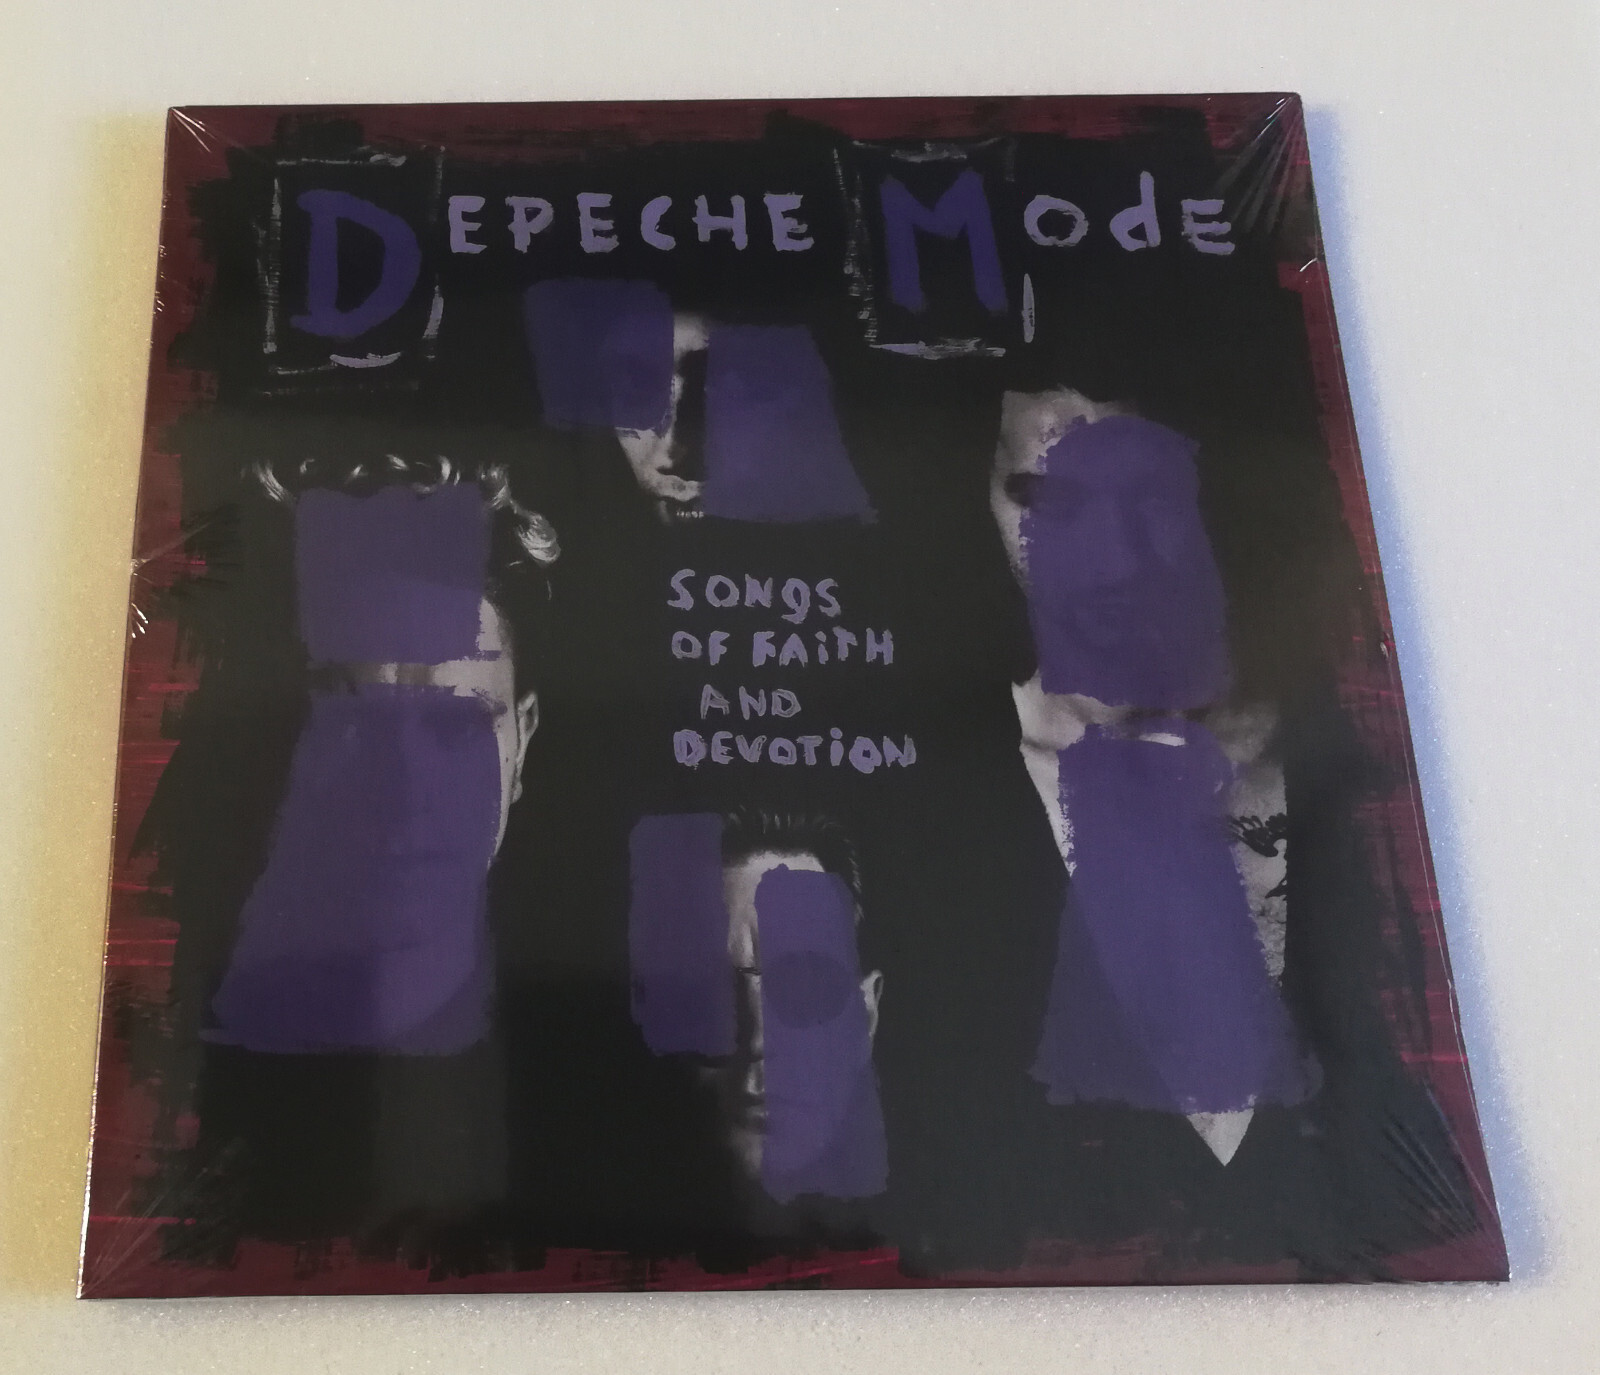 DEPECHE MOdE
SONgS
OF FAiTH
AND
DEVOTiON